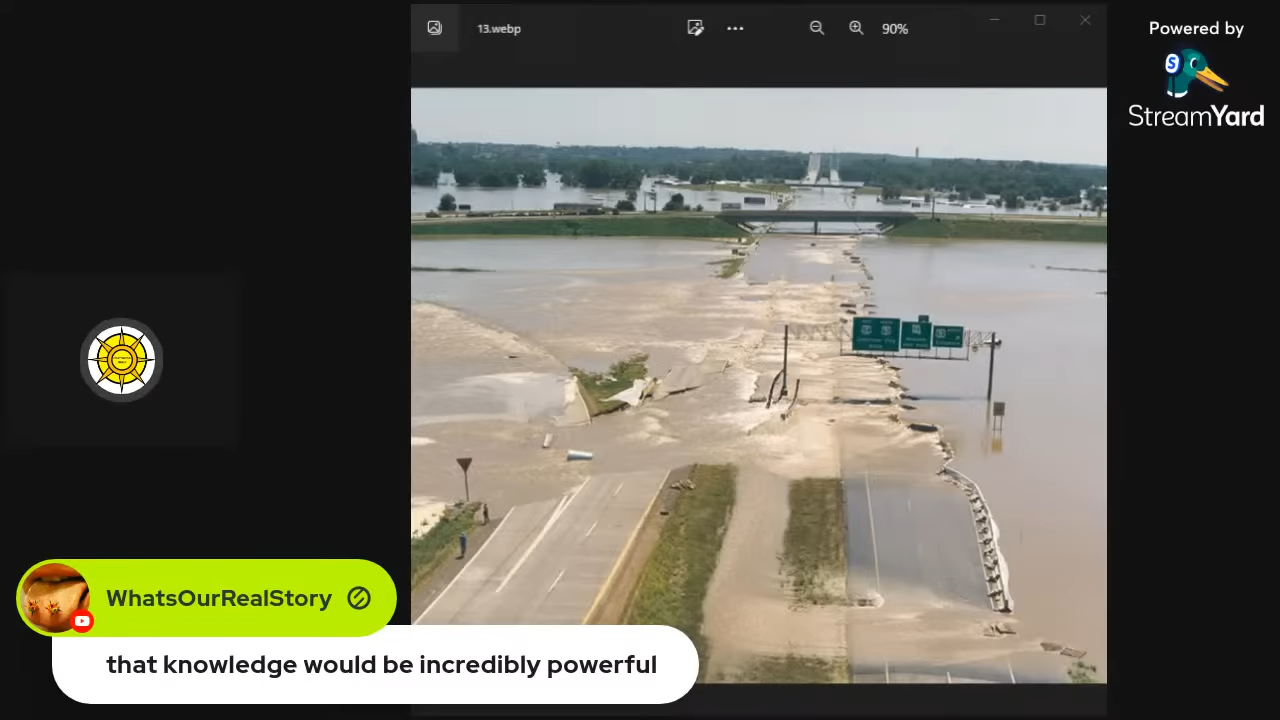 13.webp
90%
Powered by
StreamYard
WhatsOurRealStory
that knowledge would be incredibly powerful